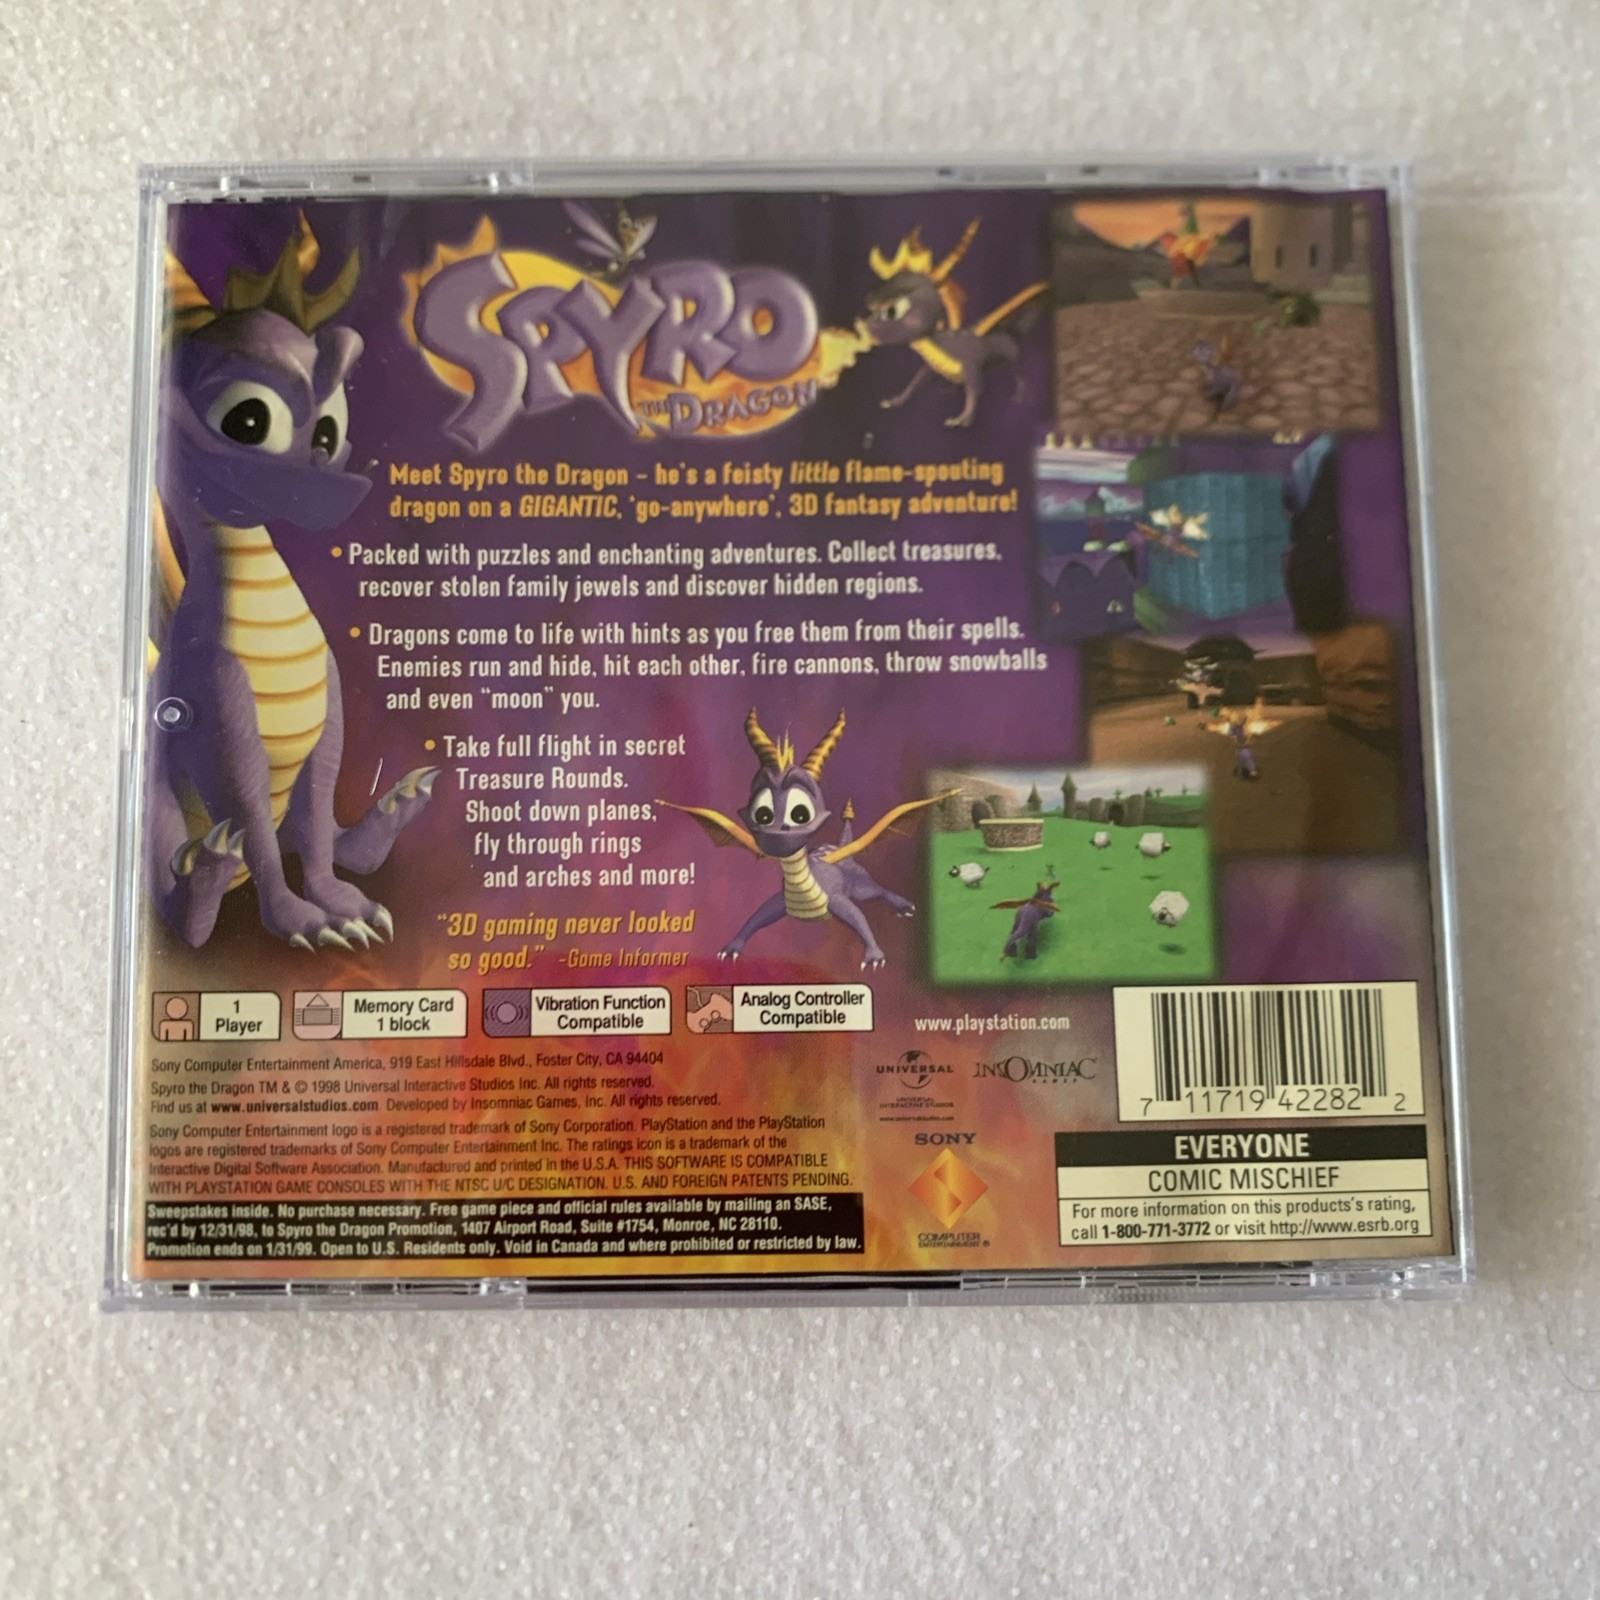 SPYRO
THE DRAGON
Meet Spyro the Dragon – he's a feisty little flame-spouting
dragon on a GIGANTIC, 'go-anywhere', 3D fantasy adventure!
• Packed with puzzles and enchanting adventures. Collect treasures,
recover stolen family jewels and discover hidden regions.
• Dragons come to life with hints as you free them from their spells.
Enemies run and hide, hit each other, fire cannons, throw snowballs
and even "moon" you.
• Take full flight in secret
Treasure Rounds.
Shoot down planes,
fly through rings
and arches and more!
"3D gaming never looked
so good." -Game Informer
1
Player
Memory Card
1 block
Vibration Function
Compatible
Analog Controller
Compatible
www.playstation.com
Sony Computer Entertainment America, 919 East Hillsdale Blvd., Foster City, CA 94404
Spyro the Dragon TM & © 1998 Universal Interactive Studios Inc. All rights reserved.
Find us at www.universalstudios.com. Developed by Insomniac Games, Inc. All rights reserved.
Sony Computer Entertainment logo is a registered trademark of Sony Corporation. PlayStation and the PlayStation
logos are registered trademarks of Sony Computer Entertainment Inc. The ratings icon is a trademark of the
Interactive Digital Software Association. Manufactured and printed in the U.S.A. THIS SOFTWARE IS COMPATIBLE
WITH PLAYSTATION GAME CONSOLES WITH THE NTSC U/C DESIGNATION. U.S. AND FOREIGN PATENTS PENDING.
Sweepstakes inside. No purchase necessary. Free game piece and official rules available by mailing an SASE,
rec'd by 12/31/98, to Spyro the Dragon Promotion, 1407 Airport Road, Suite #1754, Monroe, NC 28110.
Promotion ends on 1/31/99. Open to U.S. Residents only. Void in Canada and where prohibited or restricted by law.
UNIVERSAL
UNIVERSAL
INTERACTIVE STUDIOS
www.universalstudios.com
INSOMNIAC
GAMES
SONY
COMPUTER
ENTERTAINMENT ®
7 11719 42282 2
EVERYONE
COMIC MISCHIEF
For more information on this products's rating,
call 1-800-771-3772 or visit http://www.esrb.org